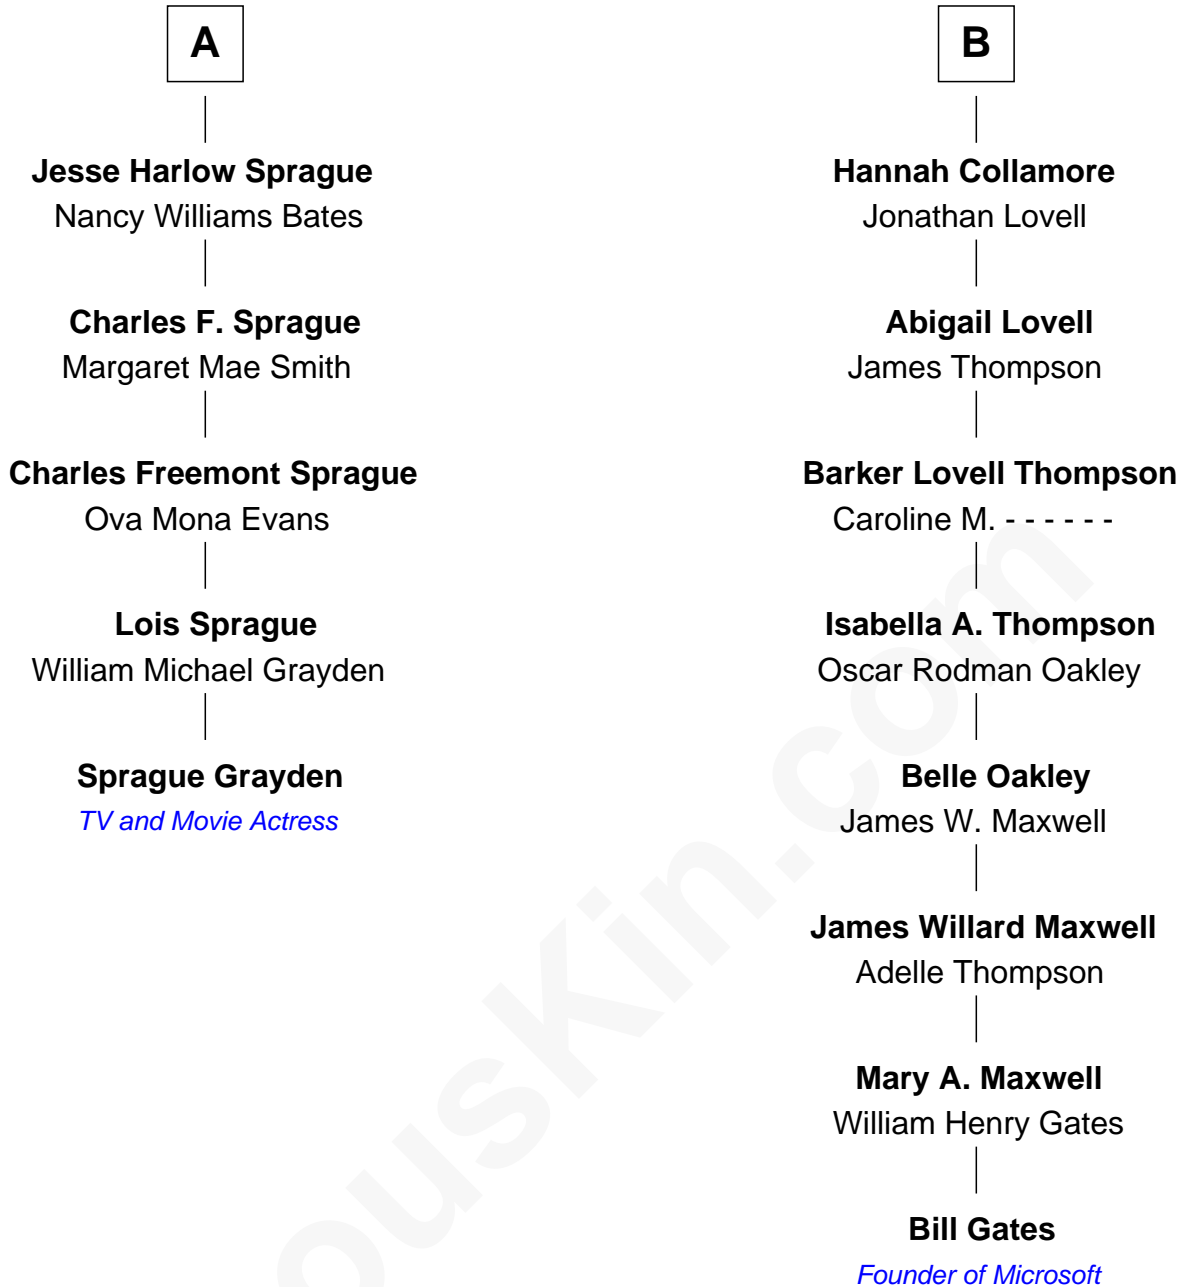 A
Jesse Harlow Sprague
Nancy Williams Bates
Charles F. Sprague
Margaret Mae Smith
Charles Freemont Sprague
Ova Mona Evans
Lois Sprague
William Michael Grayden
Sprague Grayden
TV and Movie Actress
B
Hannah Collamore
Jonathan Lovell
Abigail Lovell
James Thompson
Barker Lovell Thompson
Caroline M. - - - - - -
Isabella A. Thompson
Oscar Rodman Oakley
Belle Oakley
James W. Maxwell
James Willard Maxwell
Adelle Thompson
Mary A. Maxwell
William Henry Gates
Bill Gates
Founder of Microsoft
ousKin.com